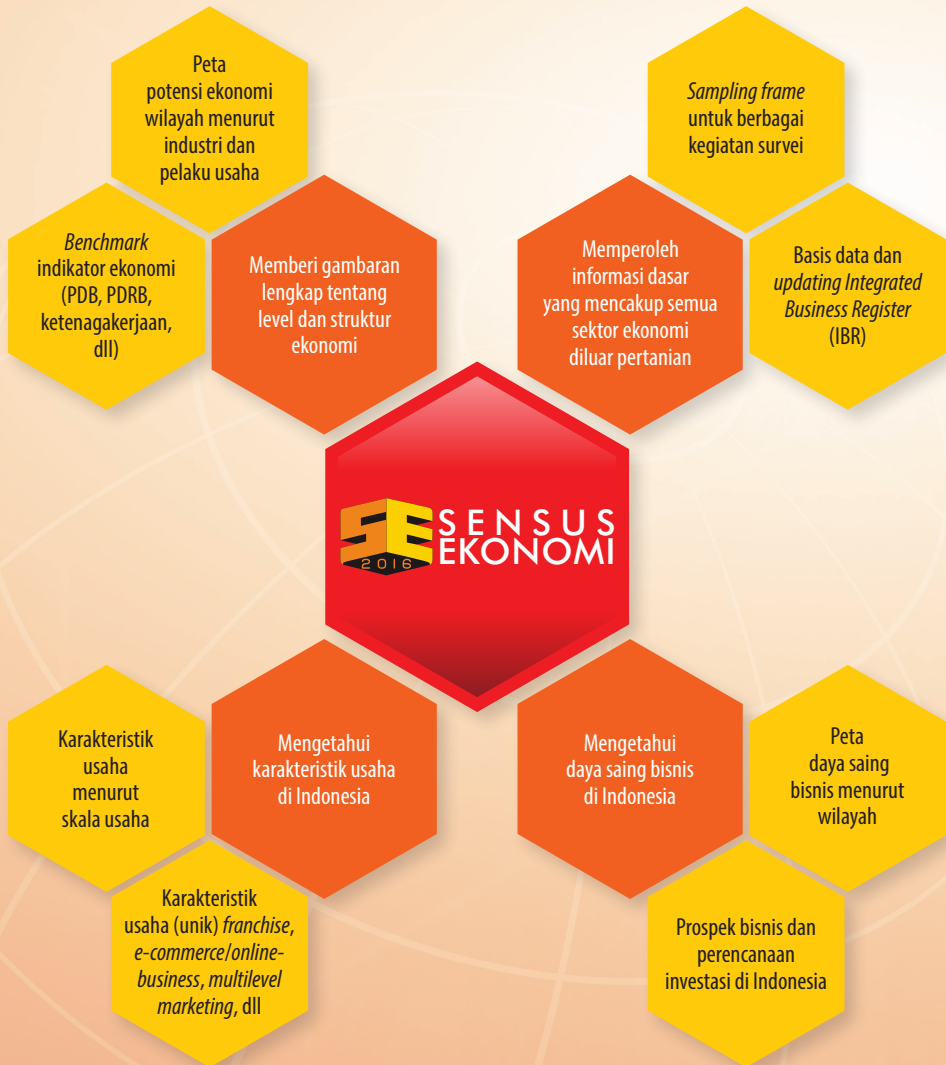 Peta
potensi ekonomi
wilayah menurut
industri dan
pelaku usaha
Benchmark
indikator ekonomi
(PDB, PDRB,
ketenagakerjaan,
dll)
Memberi gambaran
lengkap tentang
level dan struktur
ekonomi
Sampling frame
untuk berbagai
kegiatan survei
Memperoleh
informasi dasar
yang mencakup semua
sektor ekonomi
diluar pertanian
Basis data dan
updating Integrated
Business Register
(IBR)
SE
2016
SENSUS
EKONOMI
Karakteristik
usaha
menurut
skala usaha
Mengetahui
karakteristik usaha
di Indonesia
Karakteristik
usaha (unik) franchise,
e-commerce/online-
business, multilevel
marketing, dll
Mengetahui
daya saing bisnis
di Indonesia
Peta
daya saing
bisnis menurut
wilayah
Prospek bisnis dan
perencanaan
investasi di Indonesia